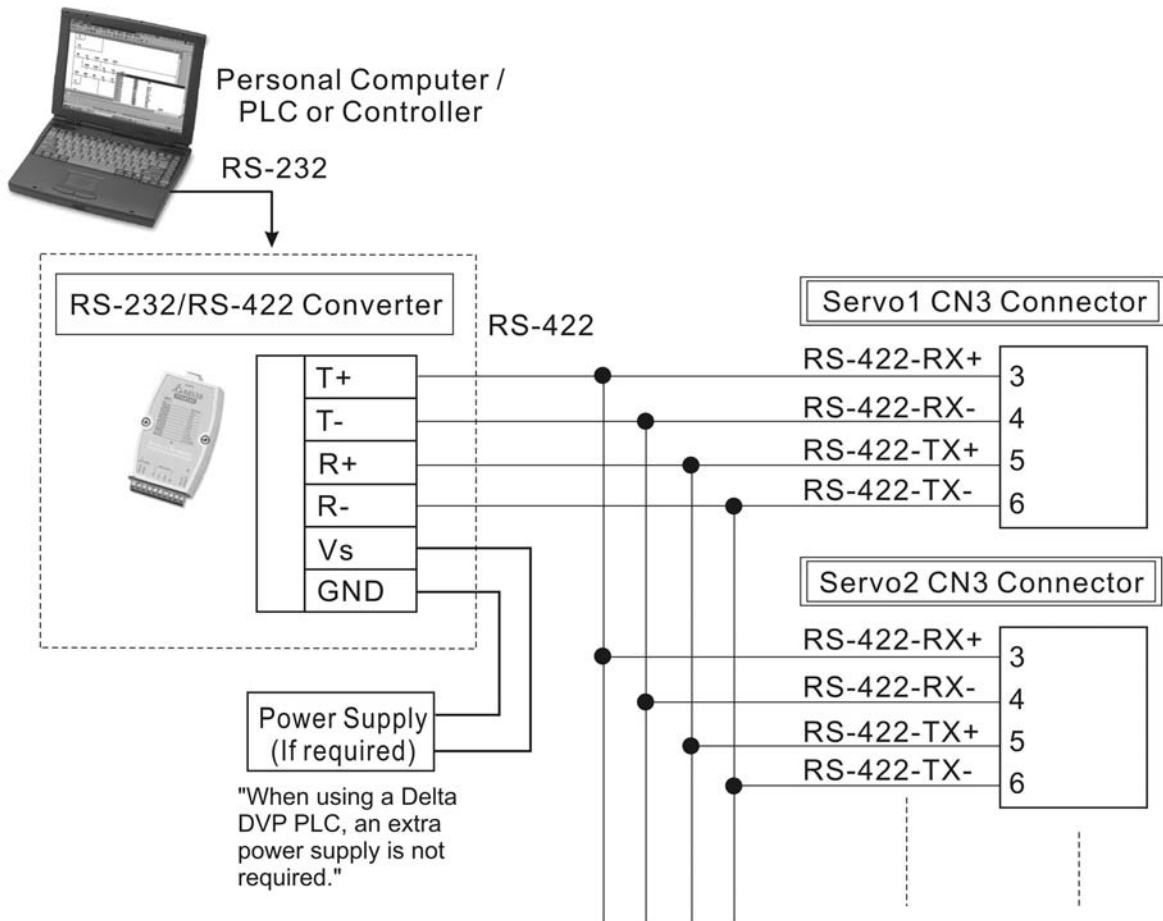 Personal Computer /
PLC or Controller
RS-232
RS-232/RS-422 Converter
RS-422
T+
T-
R+
R-
Vs
GND
Power Supply
(If required)
"When using a Delta
DVP PLC, an extra
power supply is not
required."
Servo1 CN3 Connector
RS-422-RX+
3
RS-422-RX-
4
RS-422-TX+
5
RS-422-TX-
6
Servo2 CN3 Connector
RS-422-RX+
3
RS-422-RX-
4
RS-422-TX+
5
RS-422-TX-
6